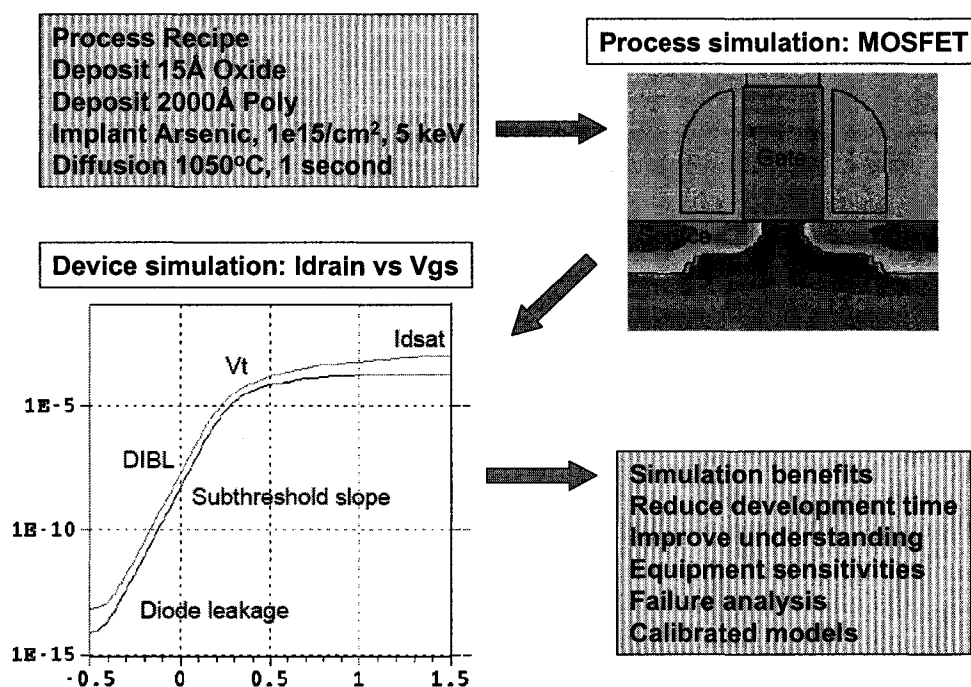 Process Recipe
Deposit 15Å Oxide
Deposit 2000Å Poly
Implant Arsenic, 1e15/cm², 5 keV
Diffusion 1050ºC, 1 second
Process simulation: MOSFET
Gate
Source
Device simulation: Idrain vs Vgs
Idsat
Vt
1E-5
DIBL
Subthreshold slope
1E-10
Diode leakage
1E-15
-0.5 0 0.5 1 1.5
Simulation benefits
Reduce development time
Improve understanding
Equipment sensitivities
Failure analysis
Calibrated models